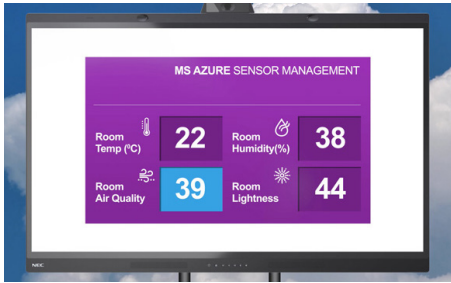 MS AZURE SENSOR MANAGEMENT
Room
Temp (°C)
22
Room
Humidity(%)
38
Room
Air Quality
39
Room
Lightness
44
NEC